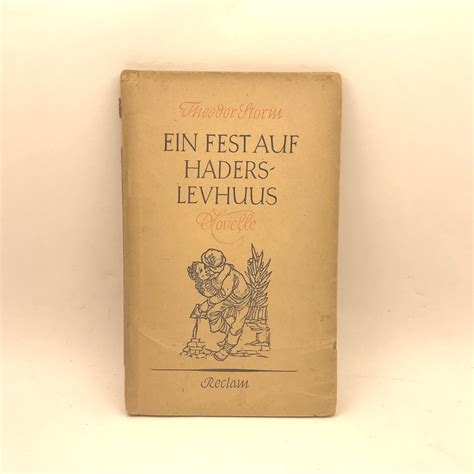 Theodor Storm
EIN FEST AUF
HADERS-
LEVHUUS
Novelle
Reclam